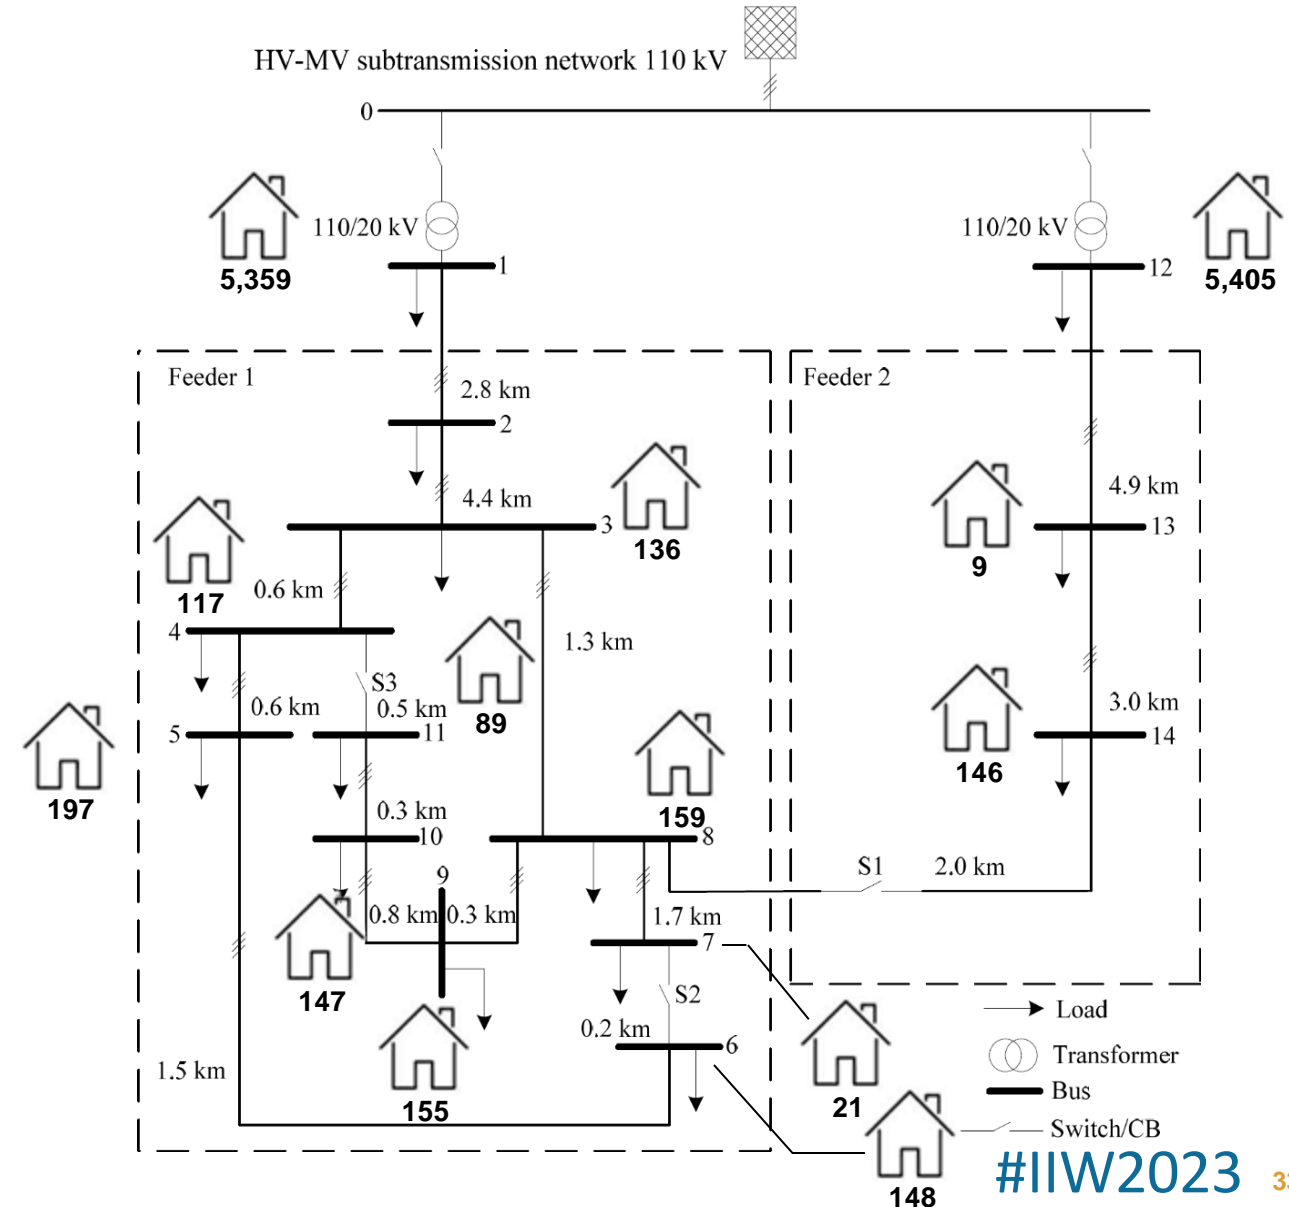 HV-MV subtransmission network 110 kV
0
110/20 kV
110/20 kV
5,359
1
12
5,405
Feeder 1
Feeder 2
2.8 km
2
4.4 km
4.9 km
3
136
13
9
117
0.6 km
4
1.3 km
S3
89
0.6 km
0.5 km
3.0 km
5
11
14
197
146
159
0.3 km
10
8
S1
2.0 km
9
0.8 km
0.3 km
1.7 km
7
147
S2
0.2 km
6
Load
Transformer
1.5 km
Bus
155
21
Switch/CB
#IIW2023
148